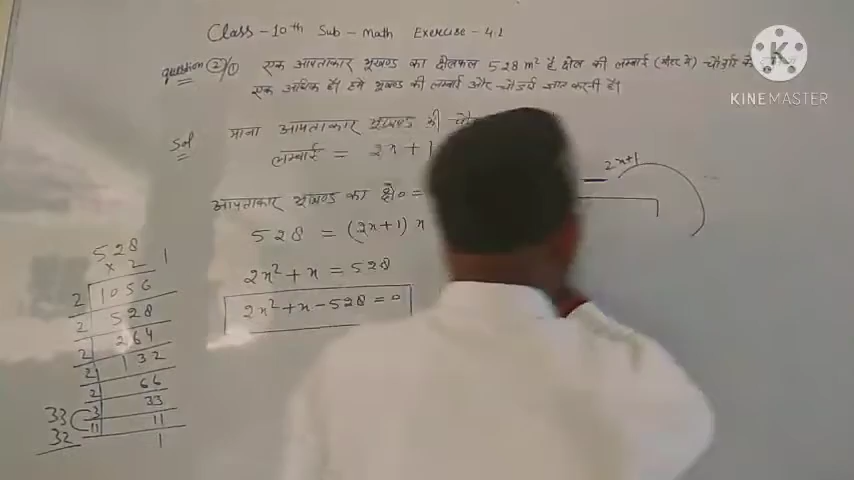 Class - 10th Sub - Math Exercise - 4.1
question ② ① एक आयताकार भूखण्ड का क्षेत्रफल 528 m² है क्षेत्र की लम्बाई (मीटर में) चौड़ाई के
एक अधिक है। हमें भूखण्ड की लम्बाई और चौड़ाई ज्ञात करनी है।
Sol माना आयताकार भूखण्ड की
लम्बाई = 2x + 1
2x+1
आयताकार भूखण्ड का क्षे० =
528 = (2x+1) x
2x² + x = 528
2x² + x - 528 = 0
528
x 2
2 1056
2 528
2 264
2 132
2 66
3 33
11 11
1
33
32
K
KINEMASTER